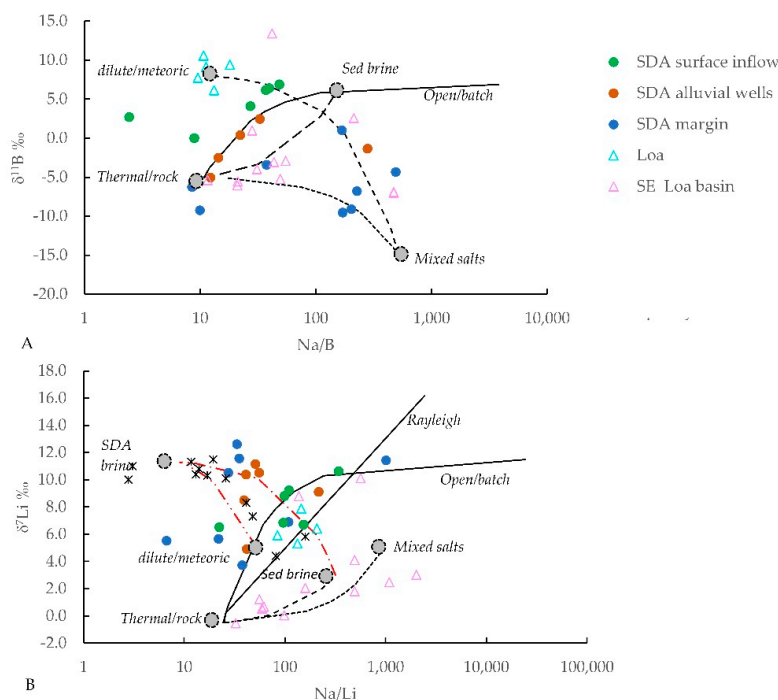 15.0
10.0
5.0
0.0
-5.0
-10.0
-15.0
-20.0
δ¹¹B ‰
dilute/meteoric
Sed brine
Open/batch
Thermal/rock
Mixed salts
1 10 100 1,000 10,000
Na/B
A
SDA surface inflow
SDA alluvial wells
SDA margin
Loa
SE Loa basin
18.0
16.0
14.0
12.0
10.0
8.0
6.0
4.0
2.0
0.0
-2.0
δ⁷Li ‰
Rayleigh
SDA
brine
Open/batch
dilute/meteoric
Mixed salts
Sed brine
Thermal/rock
1 10 100 1,000 10,000 100,000
Na/Li
B